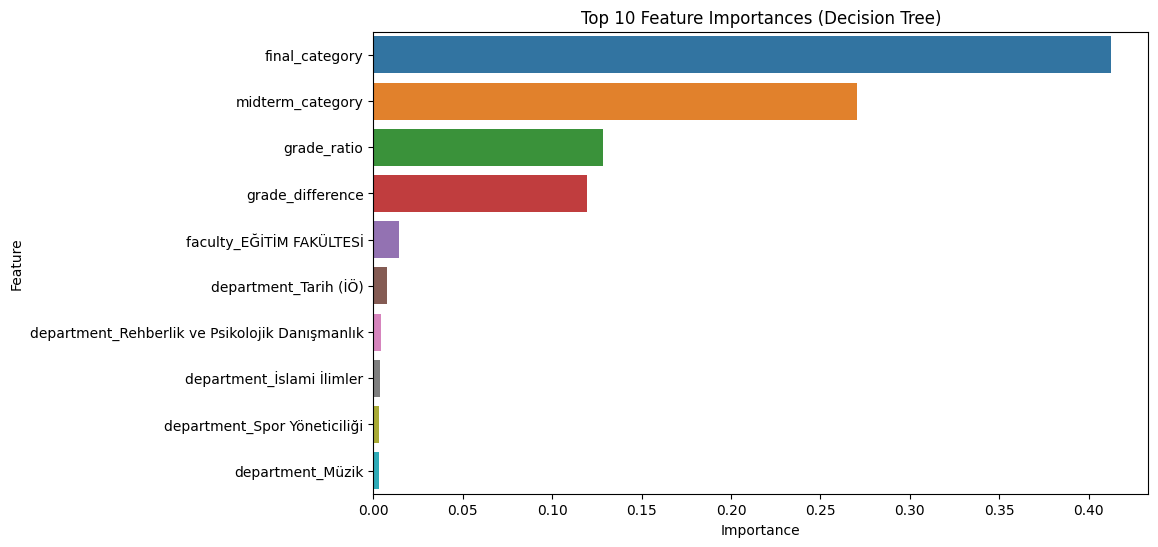 Top 10 Feature Importances (Decision Tree)
Feature
final_category
midterm_category
grade_ratio
grade_difference
faculty_EĞİTİM FAKÜLTESİ
department_Tarih (İÖ)
department_Rehberlik ve Psikolojik Danışmanlık
department_İslami İlimler
department_Spor Yöneticiliği
department_Müzik
0.00 0.05 0.10 0.15 0.20 0.25 0.30 0.35 0.40
Importance